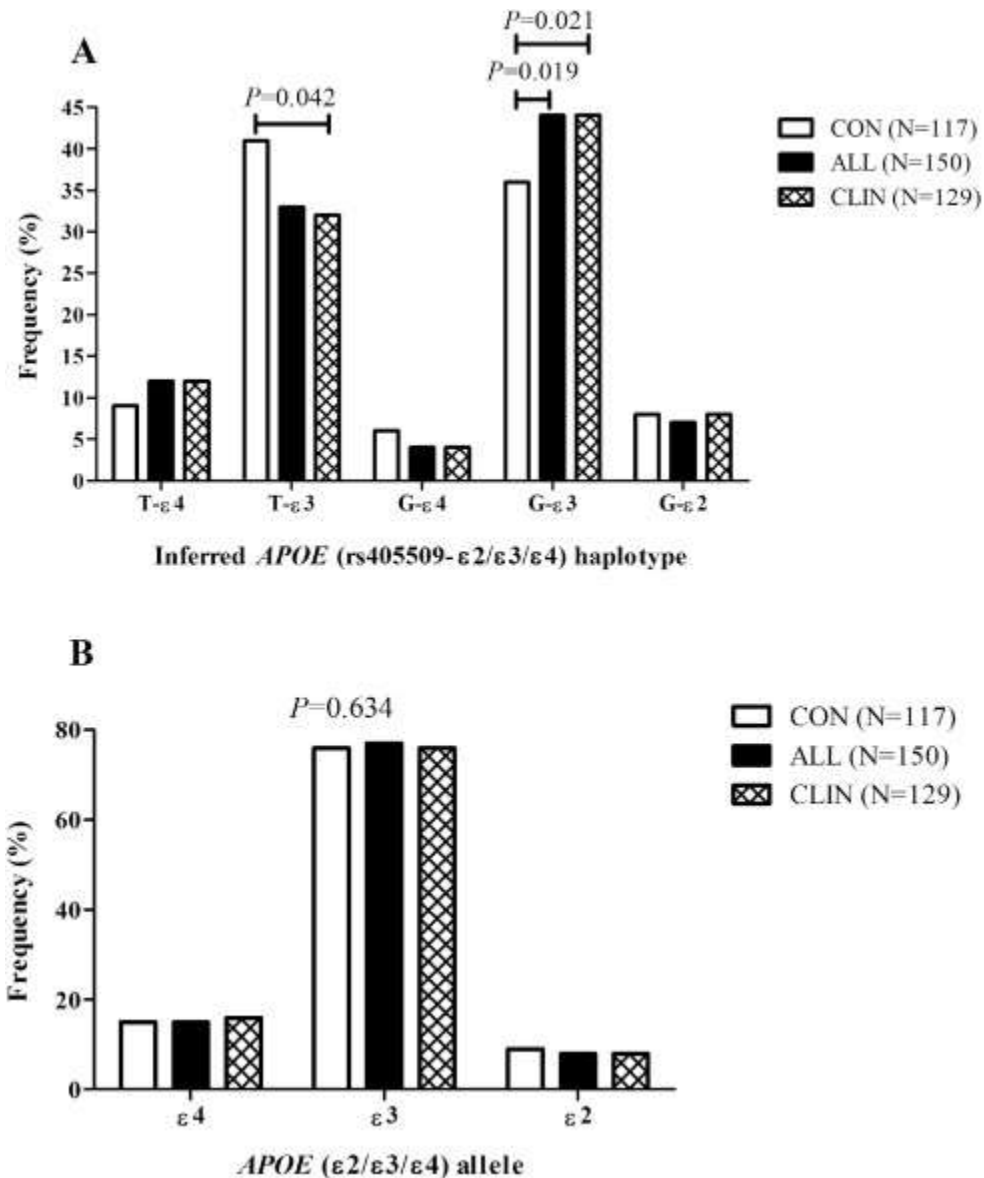 A
P=0.021
P=0.019
P=0.042
45
40
35
30
25
20
15
10
5
0
Frequency (%)
CON (N=117)
ALL (N=150)
CLIN (N=129)
T-ε4 T-ε3 G-ε4 G-ε3 G-ε2
Inferred APOE (rs405509-ε2/ε3/ε4) haplotype
B
P=0.634
80
60
40
20
0
Frequency (%)
CON (N=117)
ALL (N=150)
CLIN (N=129)
ε4 ε3 ε2
APOE (ε2/ε3/ε4) allele